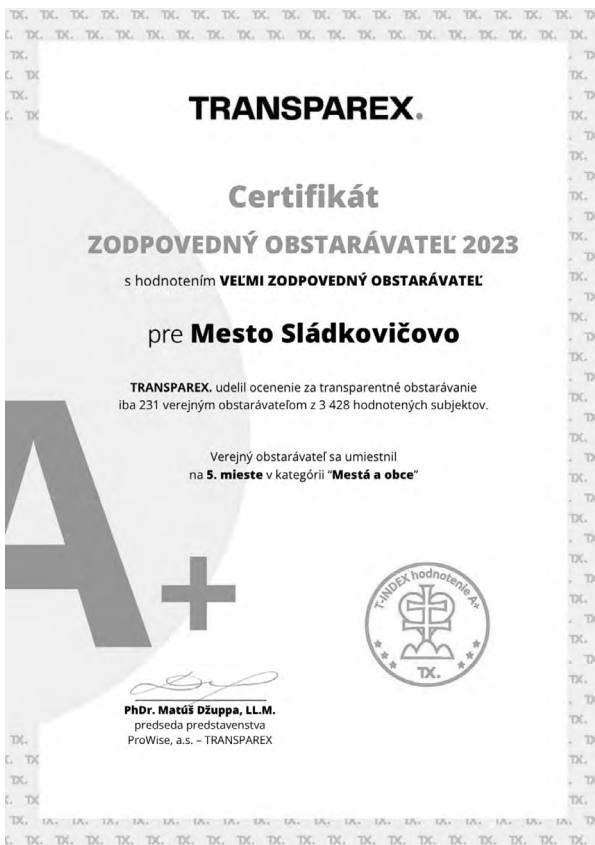 TRANSPAREX.
Certifikát
ZODPOVEDNÝ OBSTARÁVATEĽ 2023
s hodnotením VEĽMI ZODPOVEDNÝ OBSTARÁVATEĽ
pre Mesto Sládkovičovo
TRANSPAREX. udelil ocenenie za transparentné obstarávanie
iba 231 verejným obstarávateľom z 3 428 hodnotených subjektov.
Verejný obstarávateľ sa umiestnil
na 5. mieste v kategórii “Mestá a obce”
A+
T-INDEX hodnotenie A+
TX.
PhDr. Matúš Džuppa, LL.M.
predseda predstavenstva
ProWise, a.s. – TRANSPAREX